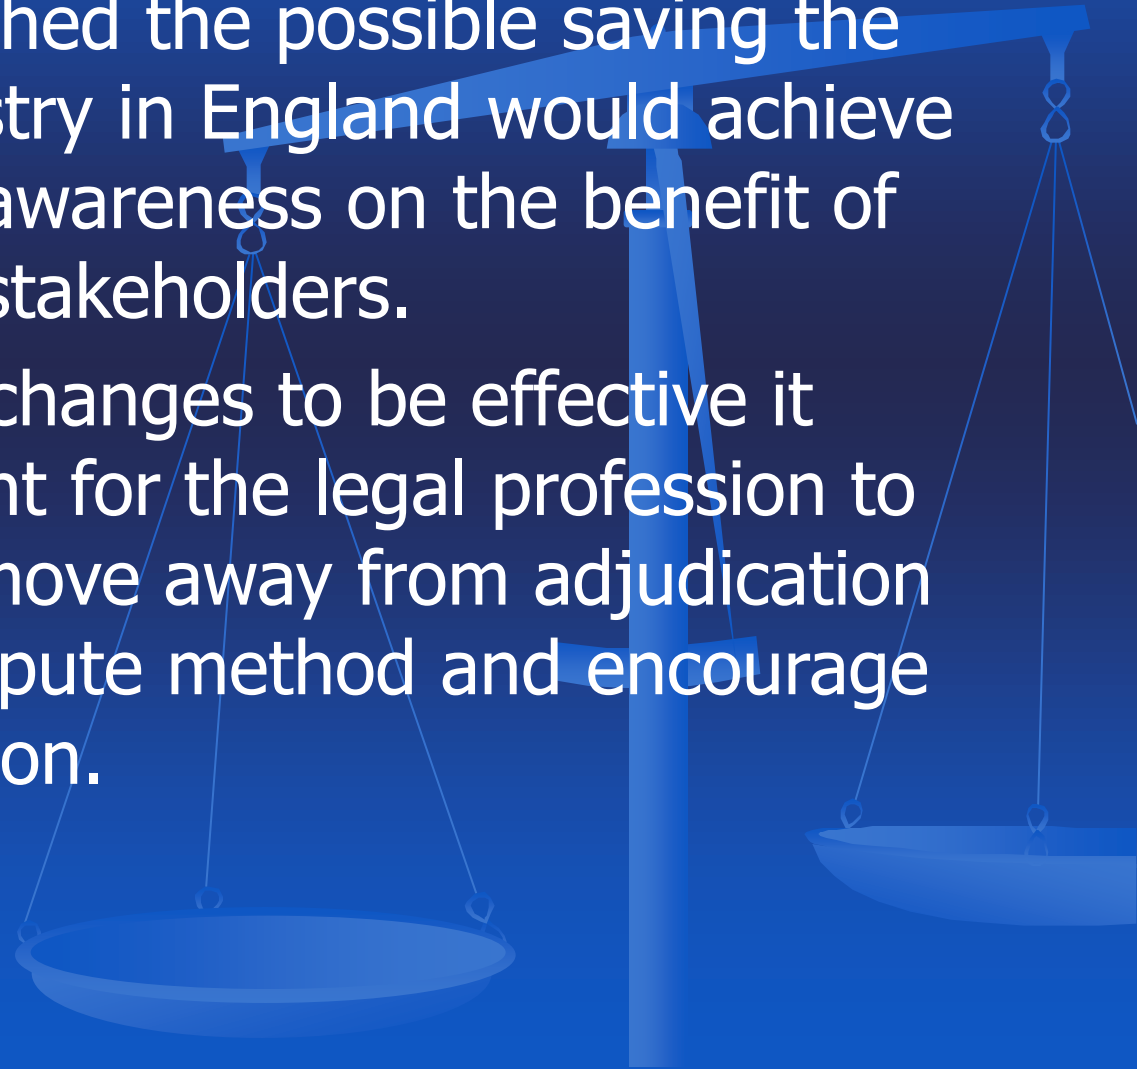 hed the possible saving the
stry in England would achieve
awareness on the benefit of
stakeholders.
changes to be effective it
nt for the legal profession to
move away from adjudication
pute method and encourage
on.